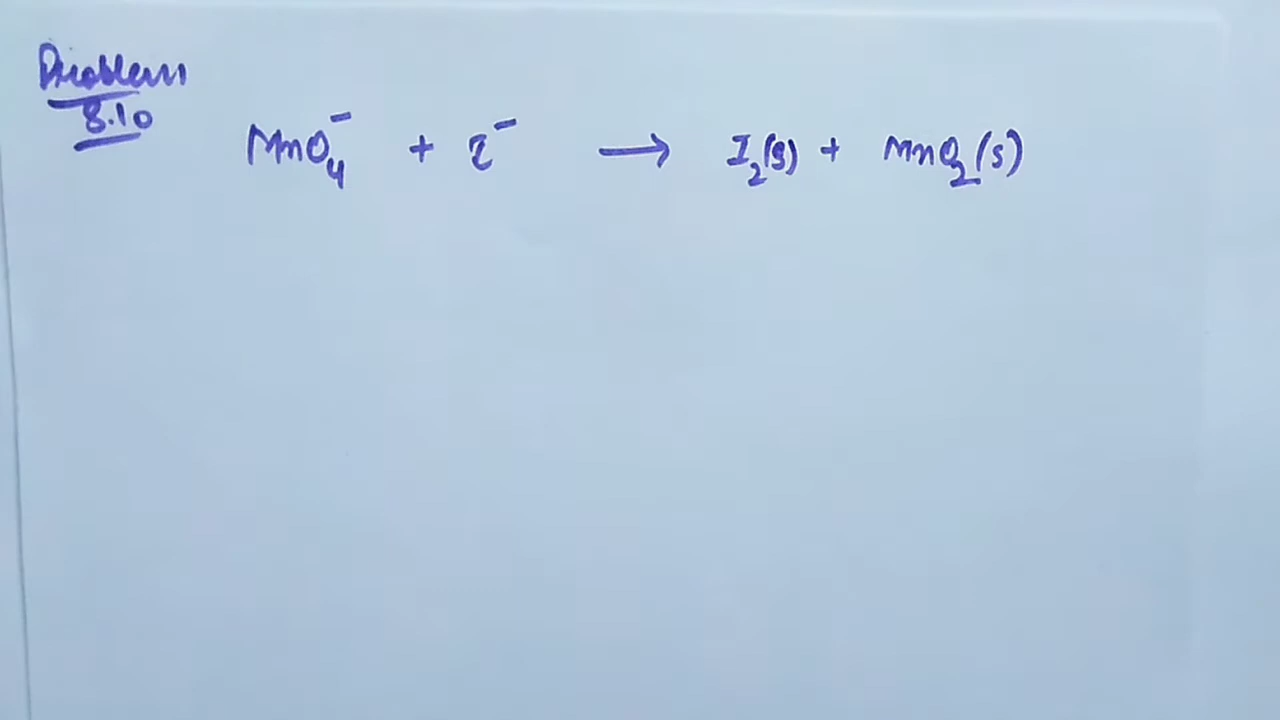 Problem
8.10
MnO₄⁻ + I⁻ → I₂(s) + MnO₂(s)